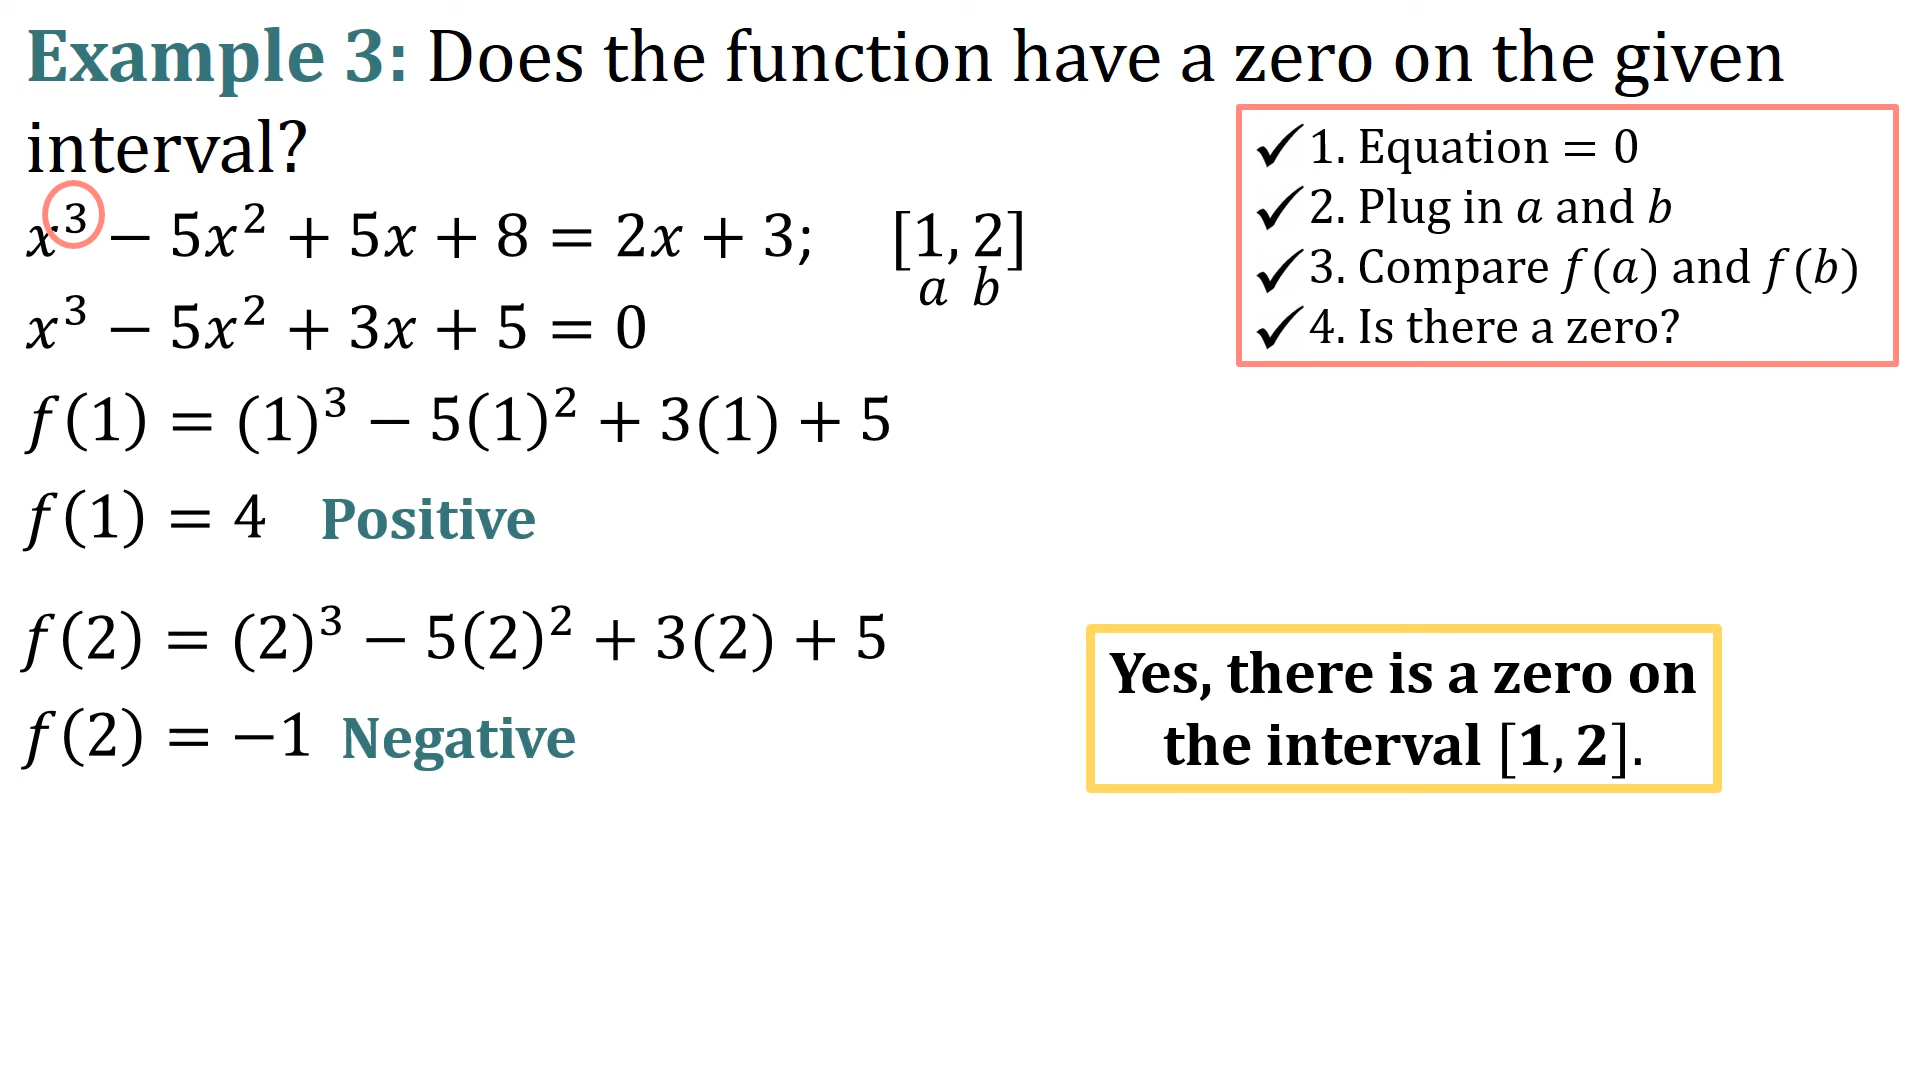 Example 3: Does the function have a zero on the given
interval?
✓1. Equation = 0
✓2. Plug in a and b
✓3. Compare f(a) and f(b)
✓4. Is there a zero?
x³ − 5x² + 5x + 8 = 2x + 3; [1, 2]
a b
x³ − 5x² + 3x + 5 = 0
f(1) = (1)³ − 5(1)² + 3(1) + 5
f(1) = 4 Positive
f(2) = (2)³ − 5(2)² + 3(2) + 5
f(2) = −1 Negative
Yes, there is a zero on
the interval [1, 2].